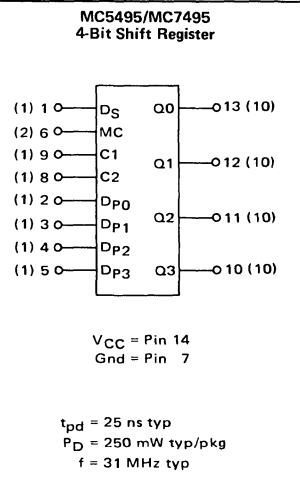 MC5495/MC7495
4-Bit Shift Register
(1) 1 DS Q0 13 (10)
(2) 6 MC
(1) 9 C1 Q1 12 (10)
(1) 8 C2
(1) 2 DP0 Q2 11 (10)
(1) 3 DP1
(1) 4 DP2
(1) 5 DP3 Q3 10 (10)
VCC = Pin 14
Gnd = Pin 7
tpd = 25 ns typ
PD = 250 mW typ/pkg
f = 31 MHz typ